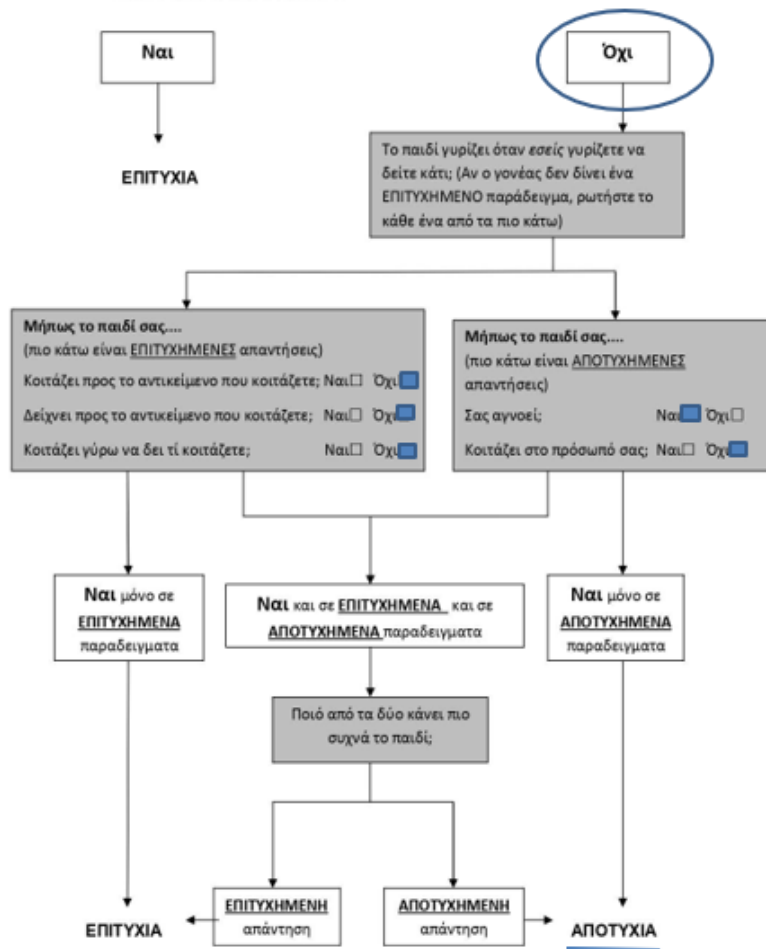 Ναι
Όχι
ΕΠΙΤΥΧΙΑ
Το παιδί γυρίζει όταν εσείς γυρίζετε να
δείτε κάτι; (Αν ο γονέας δεν δίνει ένα
ΕΠΙΤΥΧΗΜΕΝΟ παράδειγμα, ρωτήστε το
κάθε ένα από τα πιο κάτω)
Μήπως το παιδί σας....
(πιο κάτω είναι ΕΠΙΤΥΧΗΜΕΝΕΣ απαντήσεις)
Κοιτάζει προς το αντικείμενο που κοιτάζετε; Ναι☐ Όχι
Δείχνει προς το αντικείμενο που κοιτάζετε; Ναι☐ Όχι
Κοιτάζει γύρω να δει τί κοιτάζετε; Ναι☐ Όχι
Μήπως το παιδί σας....
(πιο κάτω είναι ΑΠΟΤΥΧΗΜΕΝΕΣ
απαντήσεις)
Σας αγνοεί; Ναι Όχι☐
Κοιτάζει στο πρόσωπό σας; Ναι☐ Όχι
Ναι μόνο σε
ΕΠΙΤΥΧΗΜΕΝΑ
παραδειγματα
Ναι και σε ΕΠΙΤΥΧΗΜΕΝΑ και σε
ΑΠΟΤΥΧΗΜΕΝΑ παραδειγματα
Ναι μόνο σε
ΑΠΟΤΥΧΗΜΕΝΑ
παραδειγματα
Ποιό από τα δύο κάνει πιο
συχνά το παιδί;
ΕΠΙΤΥΧΗΜΕΝΗ
απάντηση
ΑΠΟΤΥΧΗΜΕΝΗ
απάντηση
ΕΠΙΤΥΧΙΑ
ΑΠΟΤΥΧΙΑ